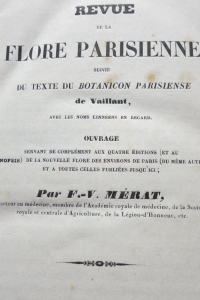 REVUE
DE LA
FLORE PARISIENNE
SUIVIE
DU TEXTE DU BOTANICON PARISIENSE
de Vaillant,
AVEC LES NOMS LINNÉENS EN REGARD.
OUVRAGE
SERVANT DE COMPLÉMENT AUX QUATRE ÉDITIONS (ET AU
NOPSIS) DE LA NOUVELLE FLORE DES ENVIRONS DE PARIS (DU MÊME AUT
ET A TOUTES CELLES PUBLIÉES JUSQU'ICI;
Par F.-V. MÉRAT,
cteur en médecine, membre de l'Académie royale de médecine, de la Socié
royale et centrale d'Agriculture, de la Légion-d'Honneur, etc.